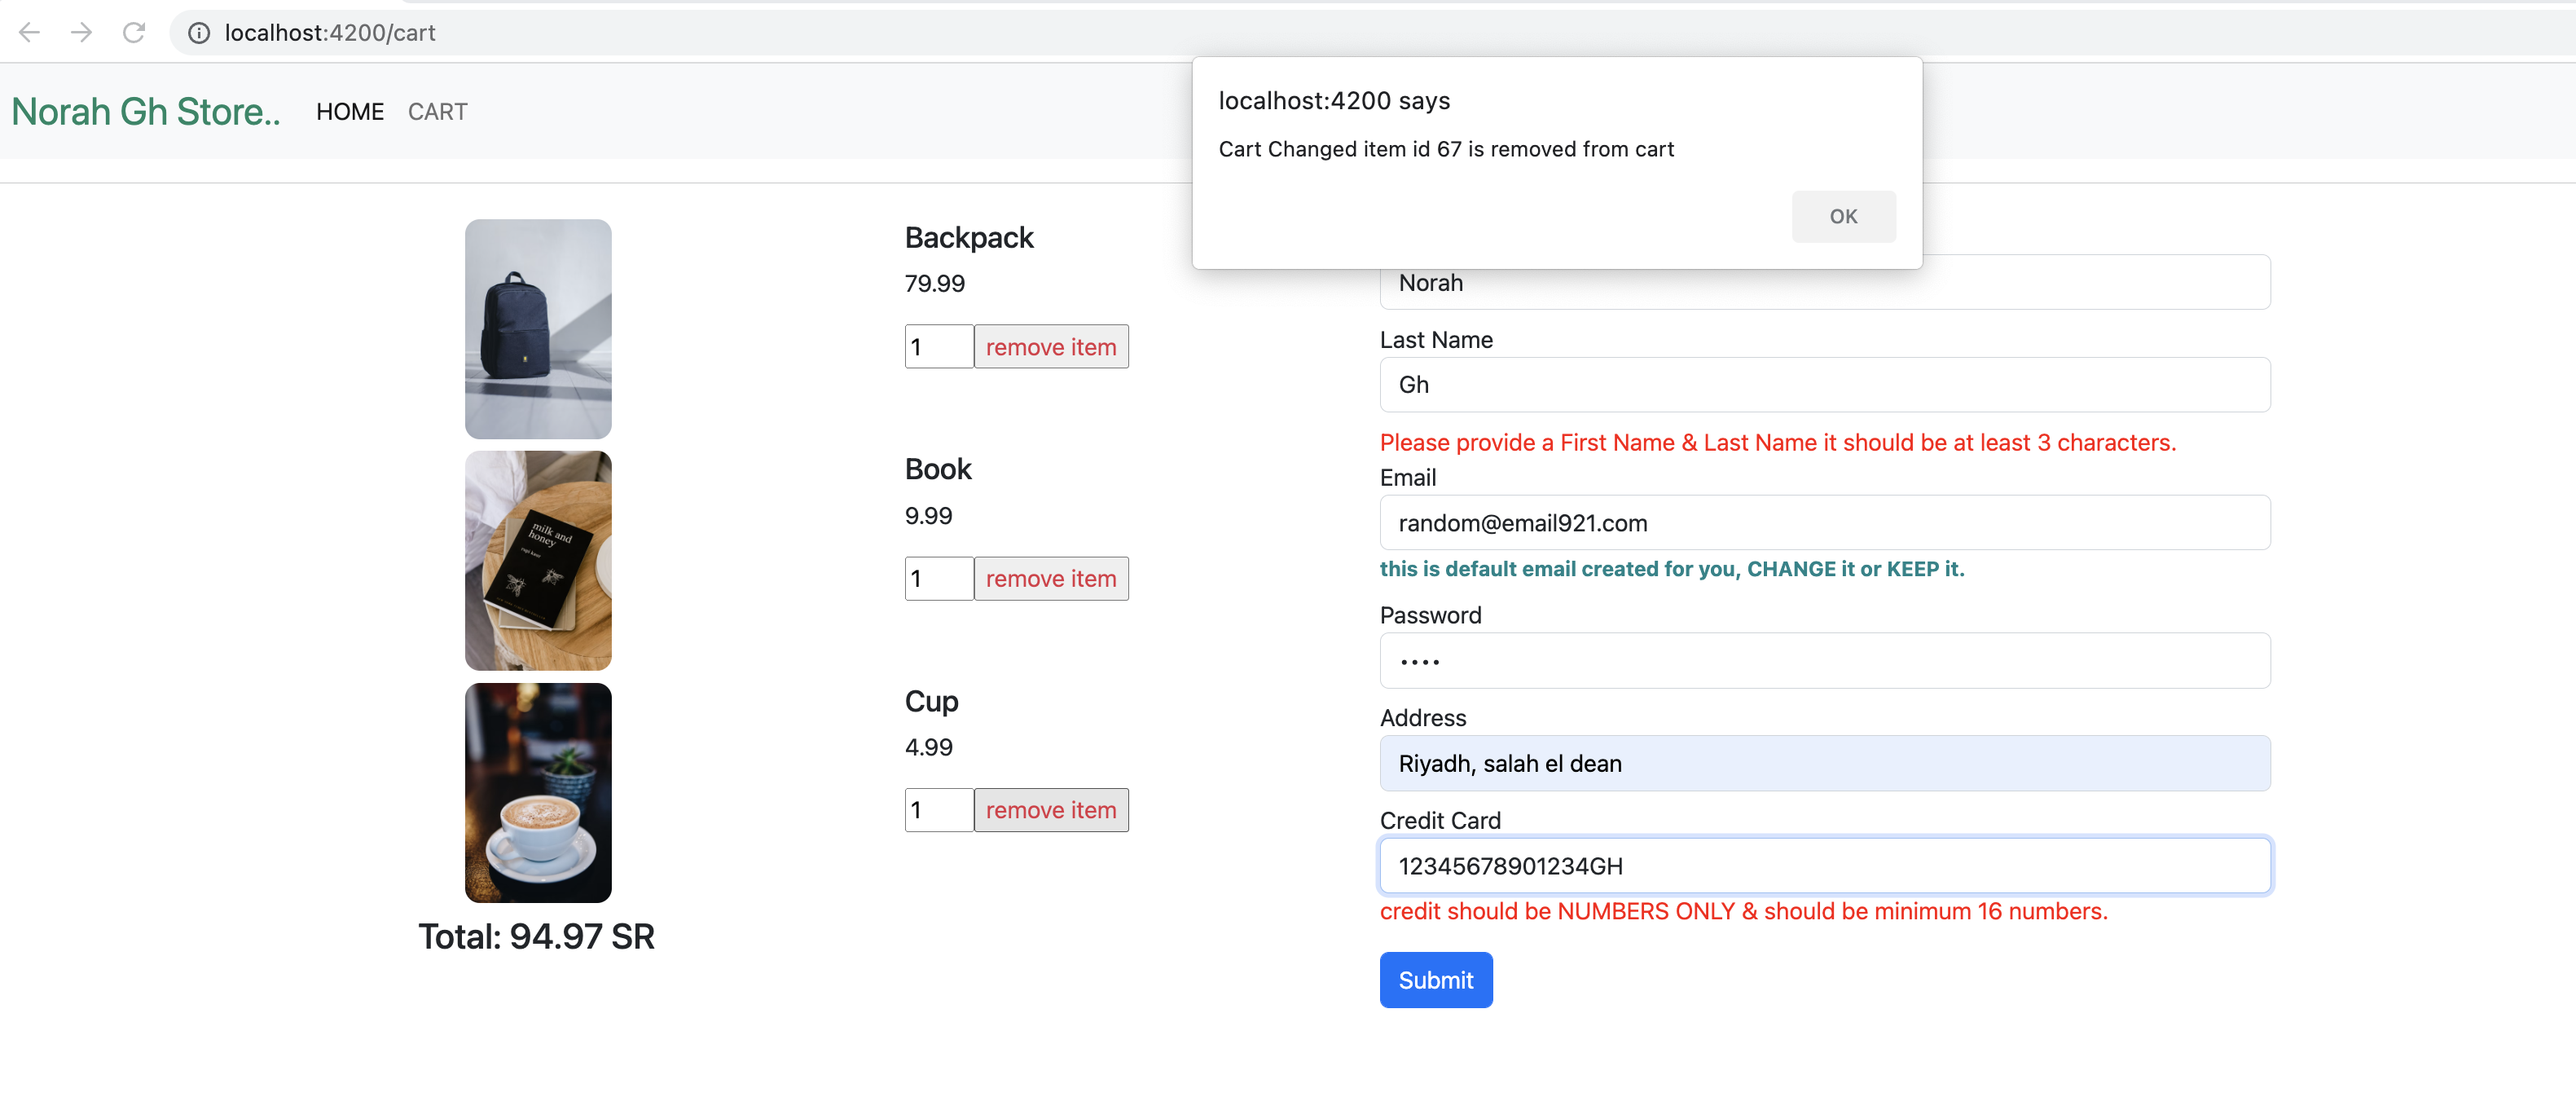 localhost:4200/cart
Norah Gh Store..
HOME
CART
localhost:4200 says
Cart Changed item id 67 is removed from cart
OK
Backpack
79.99
1
remove item
milk and
honey
Book
9.99
1
remove item
Cup
4.99
1
remove item
Total: 94.97 SR
Norah
Last Name
Gh
Please provide a First Name & Last Name it should be at least 3 characters.
Email
random@email921.com
this is default email created for you, CHANGE it or KEEP it.
Password
••••
Address
Riyadh, salah el dean
Credit Card
12345678901234GH
credit should be NUMBERS ONLY & should be minimum 16 numbers.
Submit